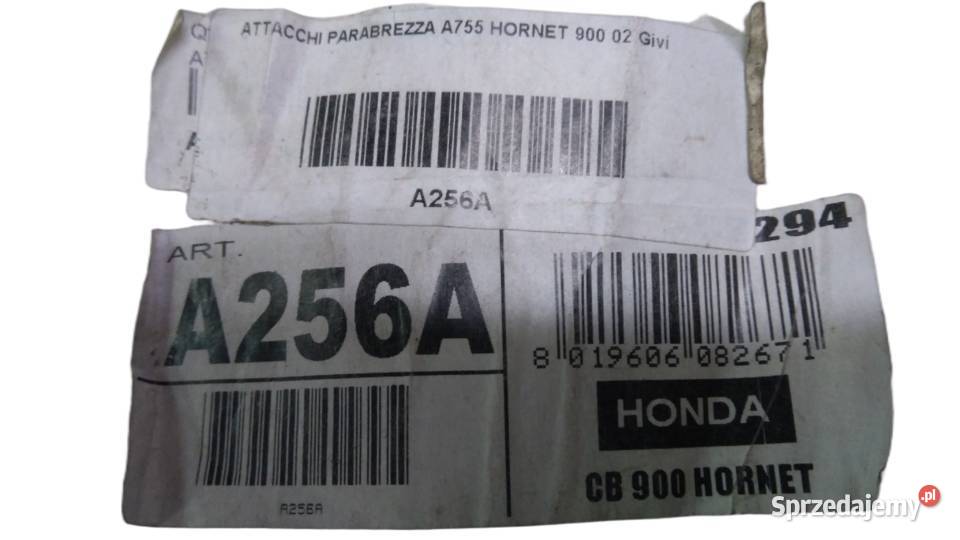 ATTACCHI PARABREZZA A755 HORNET 900 02 Givi
A256A
294
ART.
A256A
8 019606 082671
HONDA
A256A
CB 900 HORNET
Sprzedajemy.pl